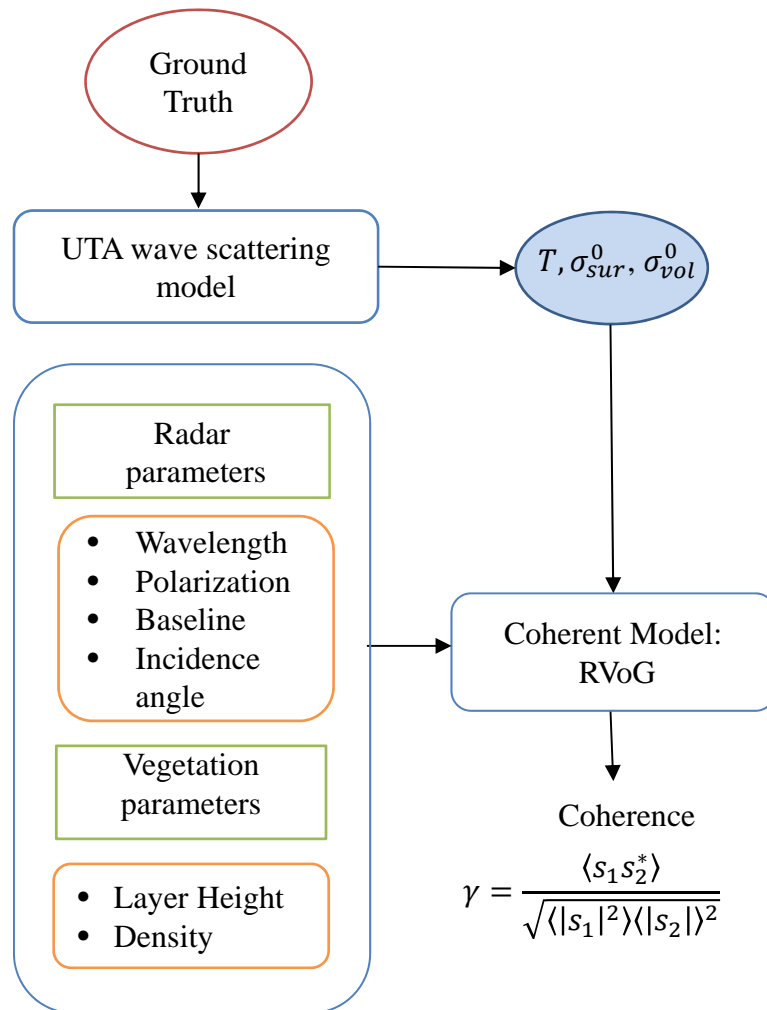 Ground
Truth
UTA wave scattering
model
𝑇, 𝜎⁰ₛᵤᵣ, 𝜎⁰ᵥₒₗ
Radar
parameters
• Wavelength
• Polarization
• Baseline
• Incidence
angle
Vegetation
parameters
• Layer Height
• Density
Coherent Model:
RVoG
Coherence
γ = ⟨s₁s₂*⟩ / √(⟨|s₁|²⟩⟨|s₂|⟩²)